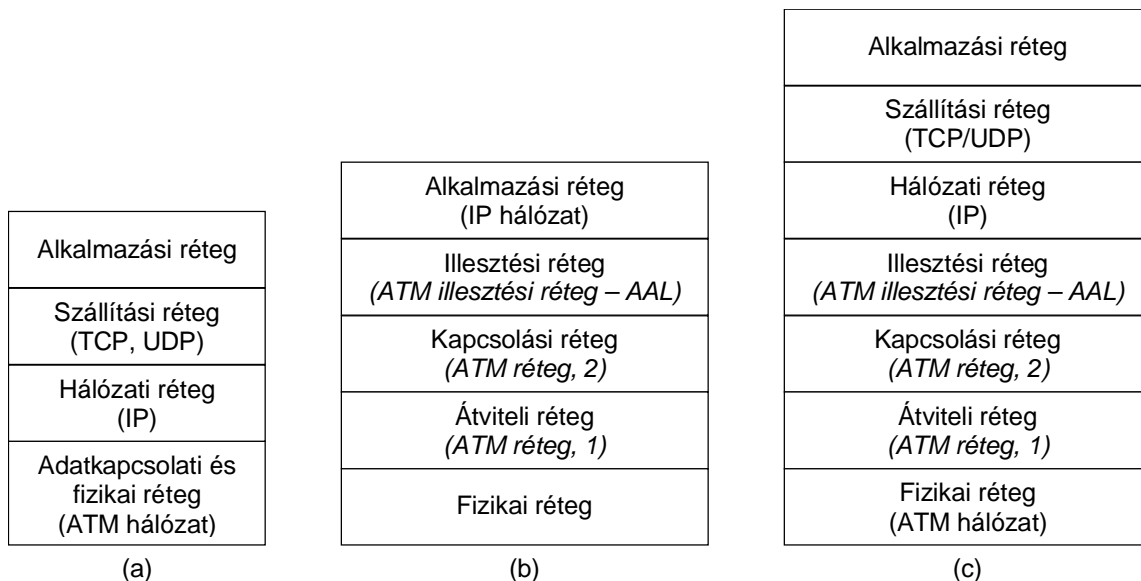 Alkalmazási réteg
Szállítási réteg
(TCP, UDP)
Hálózati réteg
(IP)
Adatkapcsolati és
fizikai réteg
(ATM hálózat)
(a)
Alkalmazási réteg
(IP hálózat)
Illesztési réteg
(ATM illesztési réteg – AAL)
Kapcsolási réteg
(ATM réteg, 2)
Átviteli réteg
(ATM réteg, 1)
Fizikai réteg
(b)
Alkalmazási réteg
Szállítási réteg
(TCP/UDP)
Hálózati réteg
(IP)
Illesztési réteg
(ATM illesztési réteg – AAL)
Kapcsolási réteg
(ATM réteg, 2)
Átviteli réteg
(ATM réteg, 1)
Fizikai réteg
(ATM hálózat)
(c)